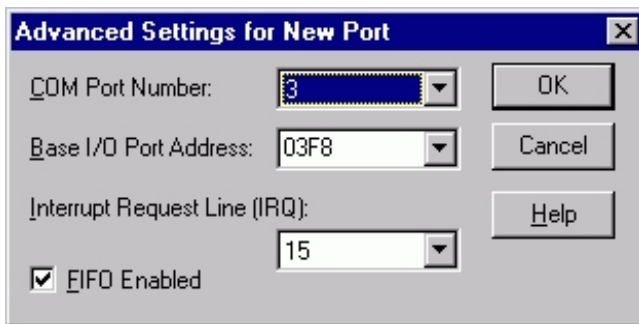 Advanced Settings for New Port
COM Port Number: 3 OK
Base I/O Port Address: 03F8 Cancel
Interrupt Request Line (IRQ): Help
15
FIFO Enabled